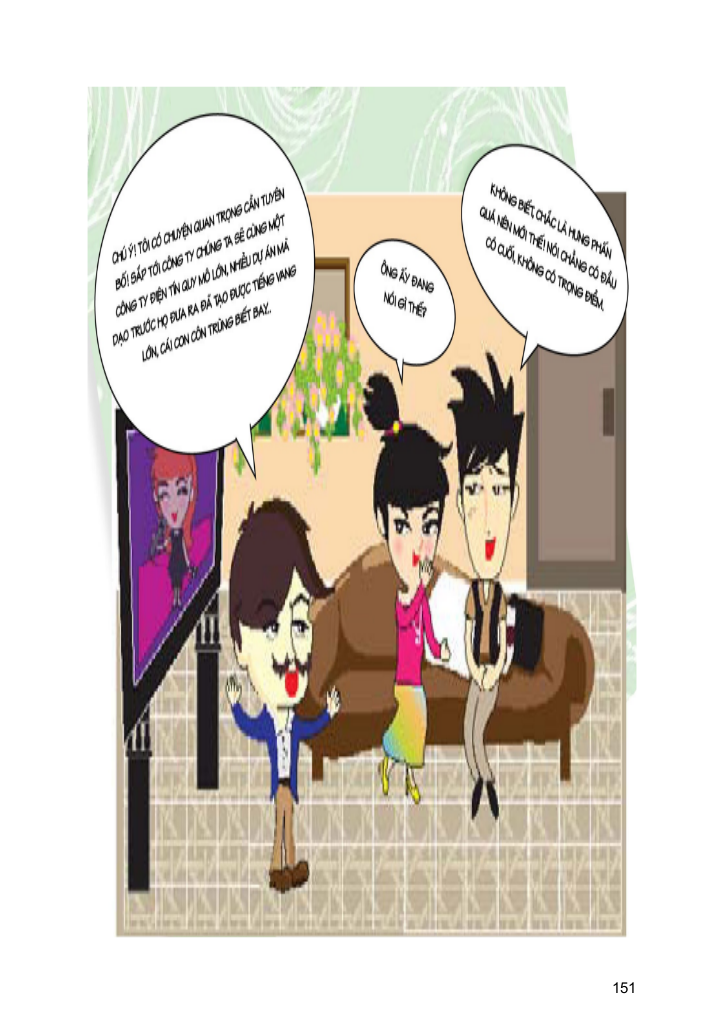 CHÚ Ý! TÔI CÓ CHUYỆN QUAN TRỌNG CẦN TUYÊN
BỐ! SẮP TỚI CÔNG TY CHÚNG TA SẼ CÙNG MỘT
CÔNG TY ĐIỆN TÍN QUY MÔ LỚN, NHIỀU DỰ ÁN MÀ
DẠO TRƯỚC HỌ ĐƯA RA ĐÃ TẠO ĐƯỢC TIẾNG VANG
LỚN, CÁI CON CÔN TRÙNG BIẾT BAY...
ÔNG ẤY ĐANG
NÓI GÌ THẾ?
KHÔNG BIẾT, CHẮC LÀ HƯNG PHẤN
QUÁ NÊN MỚI THẾ! NÓI CHẲNG CÓ ĐẦU
CÓ CUỐI, KHÔNG CÓ TRỌNG ĐIỂM.
151